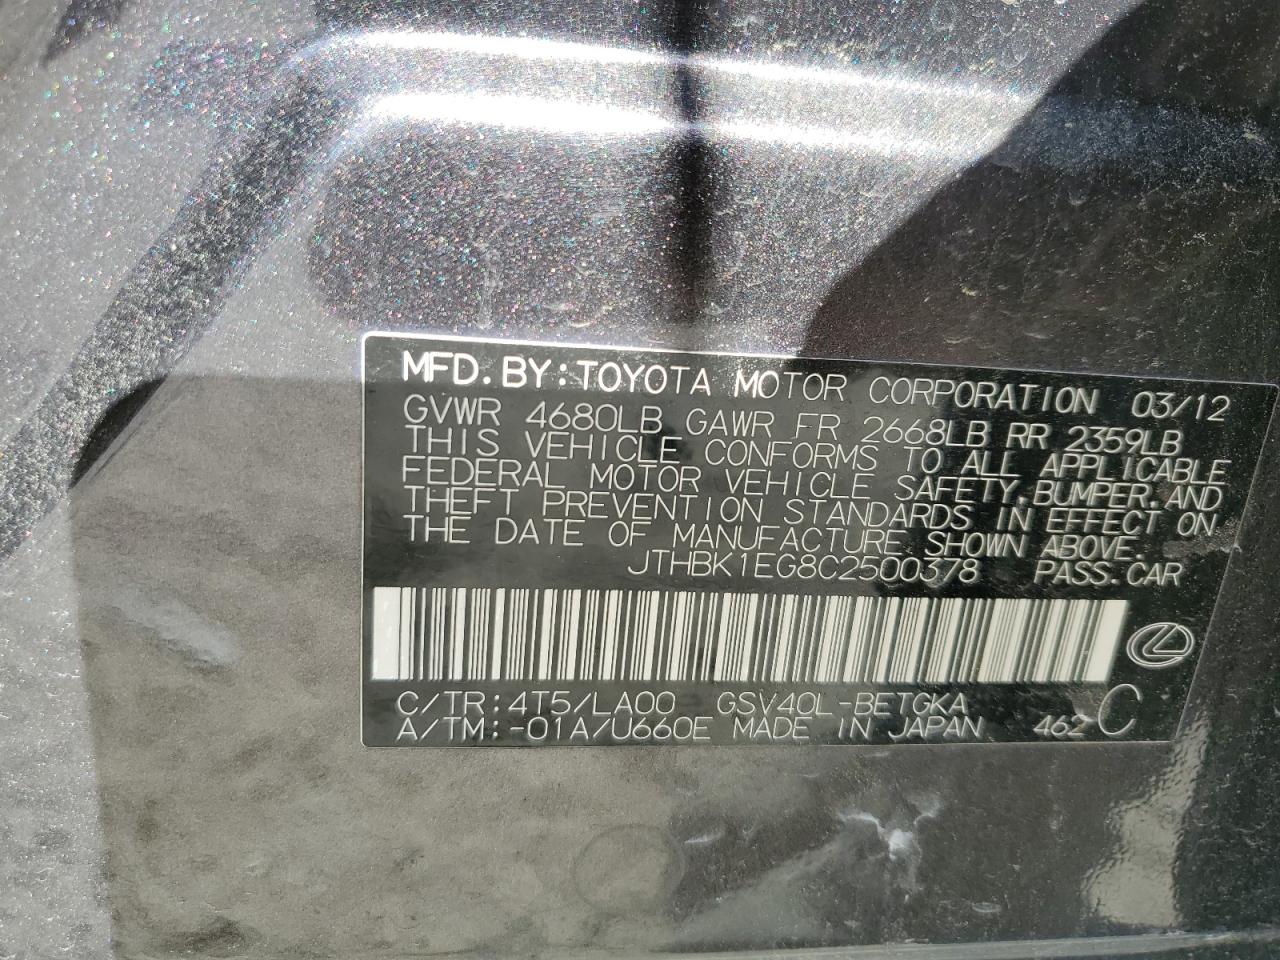 MFD. BY: TOYOTA MOTOR CORPORATION 03/12
GVWR 4680LB GAWR FR 2668LB RR 2359LB
THIS VEHICLE CONFORMS TO ALL APPLICABLE
FEDERAL MOTOR VEHICLE SAFETY, BUMPER, AND
THEFT PREVENTION STANDARDS IN EFFECT ON
THE DATE OF MANUFACTURE SHOWN ABOVE.
JTHBK1EG8C2500378 PASS.CAR
C/TR: 4T5/LA00 GSV40L-BETGKA
A/TM: -01A/U660E MADE IN JAPAN 462 C